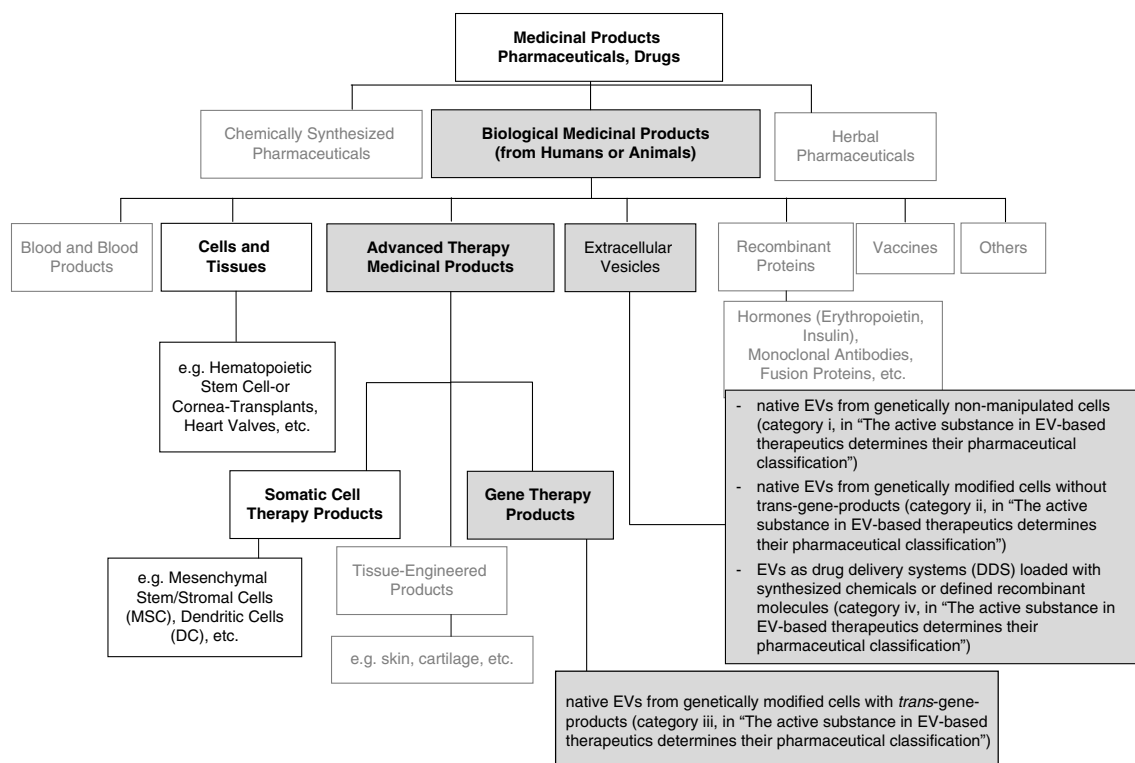 Medicinal Products
Pharmaceuticals, Drugs
Chemically Synthesized
Pharmaceuticals
Biological Medicinal Products
(from Humans or Animals)
Herbal
Pharmaceuticals
Blood and Blood
Products
Cells and
Tissues
Advanced Therapy
Medicinal Products
Extracellular
Vesicles
Recombinant
Proteins
Vaccines
Others
Hormones (Erythropoietin,
Insulin),
Monoclonal Antibodies,
Fusion Proteins, etc.
e.g. Hematopoietic
Stem Cell-or
Cornea-Transplants,
Heart Valves, etc.
- native EVs from genetically non-manipulated cells
(category i, in “The active substance in EV-based
therapeutics determines their pharmaceutical
classification”)
- native EVs from genetically modified cells without
trans-gene-products (category ii, in “The active
substance in EV-based therapeutics determines
their pharmaceutical classification”)
- EVs as drug delivery systems (DDS) loaded with
synthesized chemicals or defined recombinant
molecules (category iv, in “The active substance in
EV-based therapeutics determines their
pharmaceutical classification”)
Somatic Cell
Therapy Products
Gene Therapy
Products
Tissue-Engineered
Products
e.g. Mesenchymal
Stem/Stromal Cells
(MSC), Dendritic Cells
(DC), etc.
e.g. skin, cartilage, etc.
native EVs from genetically modified cells with trans-gene-
products (category iii, in “The active substance in EV-based
therapeutics determines their pharmaceutical classification”)